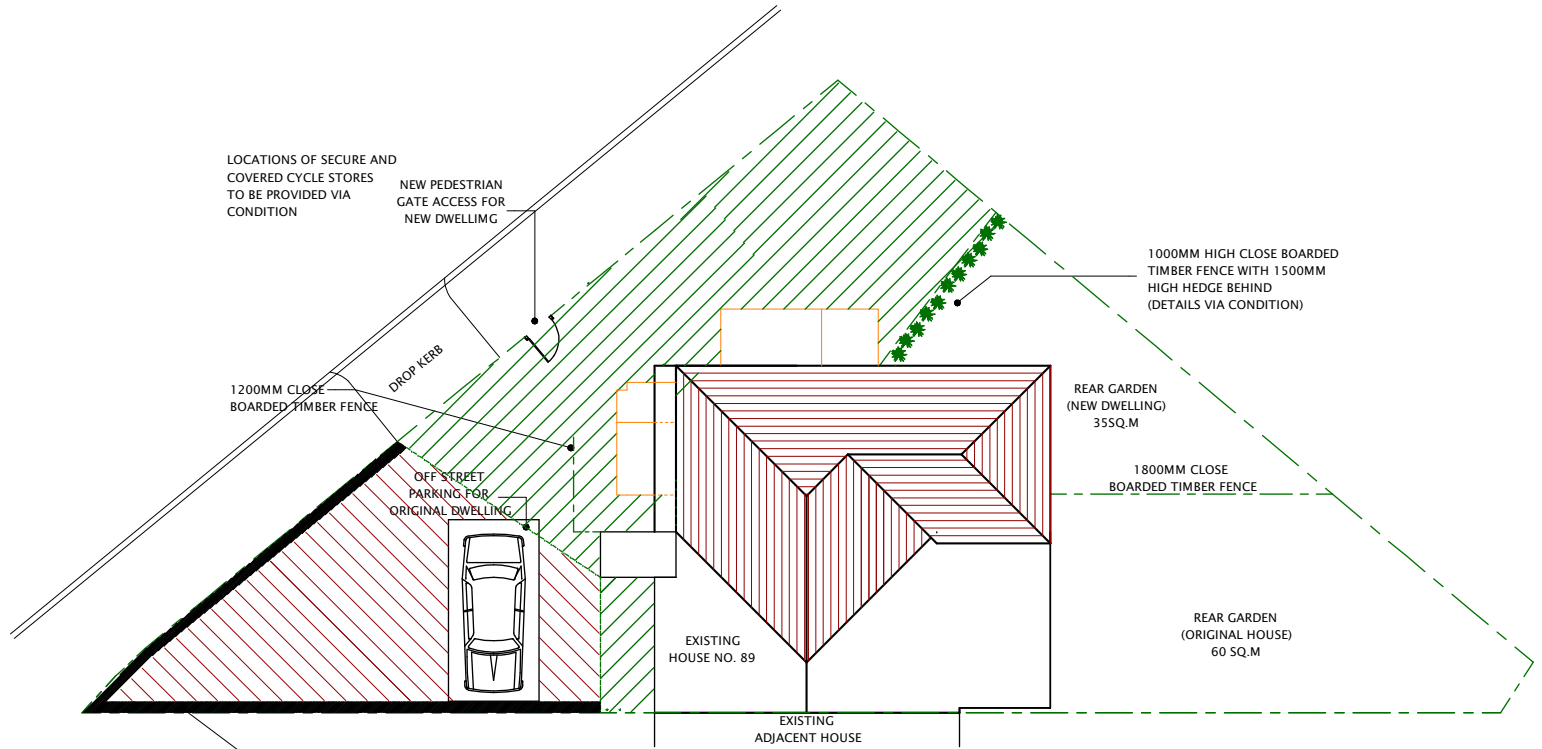 LOCATIONS OF SECURE AND
COVERED CYCLE STORES
TO BE PROVIDED VIA
CONDITION
NEW PEDESTRIAN
GATE ACCESS FOR
NEW DWELLIMG
1000MM HIGH CLOSE BOARDED
TIMBER FENCE WITH 1500MM
HIGH HEDGE BEHIND
(DETAILS VIA CONDITION)
DROP KERB
1200MM CLOSE
BOARDED TIMBER FENCE
REAR GARDEN
(NEW DWELLING)
35SQ.M
OFF STREET
PARKING FOR
ORIGINAL DWELLING
1800MM CLOSE
BOARDED TIMBER FENCE
REAR GARDEN
(ORIGINAL HOUSE)
60 SQ.M
EXISTING
HOUSE NO. 89
EXISTING
ADJACENT HOUSE